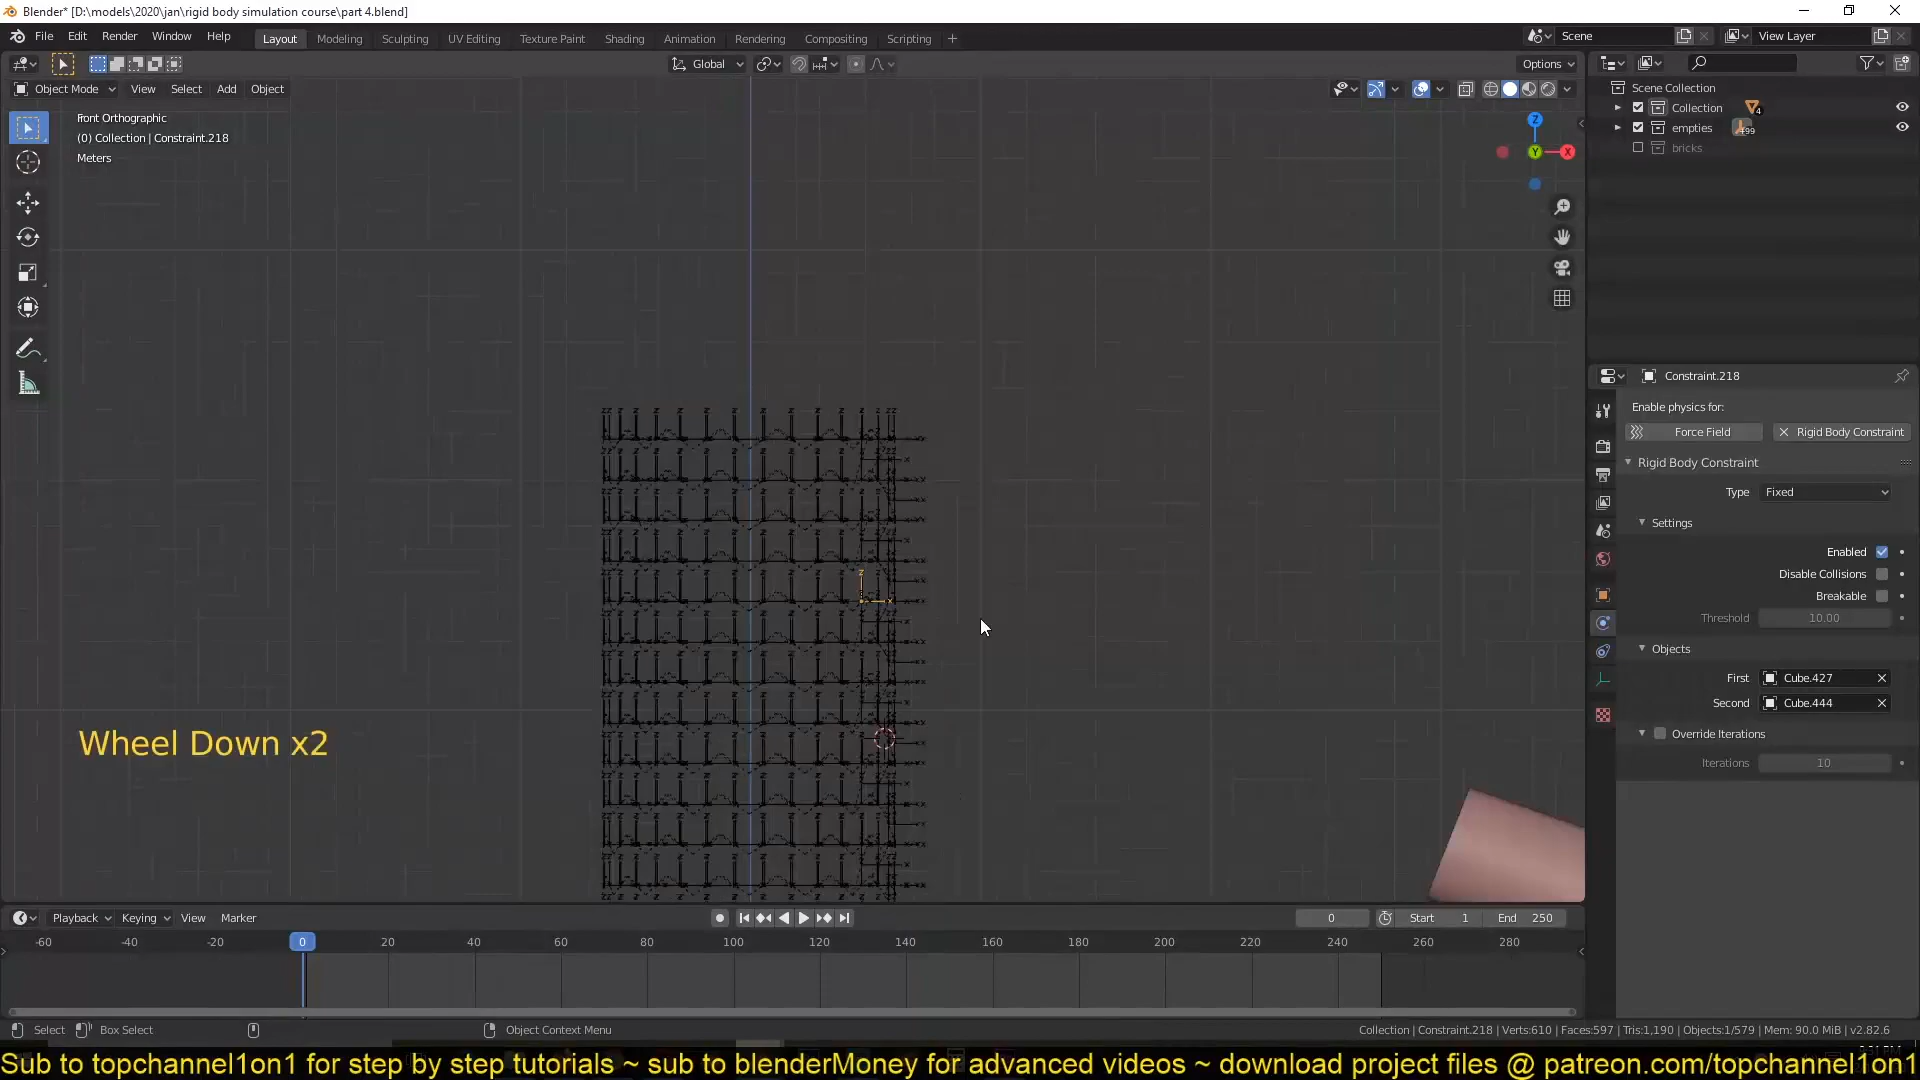 Blender* [D:\models\2020\jan\rigid body simulation course\part 4.blend]
File Edit Render Window Help Layout Modeling Sculpting UV Editing Texture Paint Shading Animation Rendering Compositing Scripting Scene View Layer
Global Options
Object Mode View Select Add Object
Front Orthographic
(0) Collection | Constraint.218
Meters
Z
Y
X
Scene Collection
Collection 4
empties 499
bricks
Constraint.218
Enable physics for:
Force Field Rigid Body Constraint
Rigid Body Constraint
Type Fixed
Settings
Enabled
Disable Collisions
Breakable
Threshold 10.00
Objects
First Cube.427
Second Cube.444
Override Iterations
Iterations 10
Wheel Down x2
Playback Keying View Marker 0 Start 1 End 250
-60 -40 -20 0 20 40 60 80 100 120 140 160 180 200 220 240 260 280
Select Box Select Object Context Menu Collection | Constraint.218 | Verts:610 | Faces:597 | Tris:1,190 | Objects:1/579 | Mem: 90.0 MiB | v2.82.6
Sub to topchannel1on1 for step by step tutorials ~ sub to blenderMoney for advanced videos ~ download project files @ patreon.com/topchannel1on1